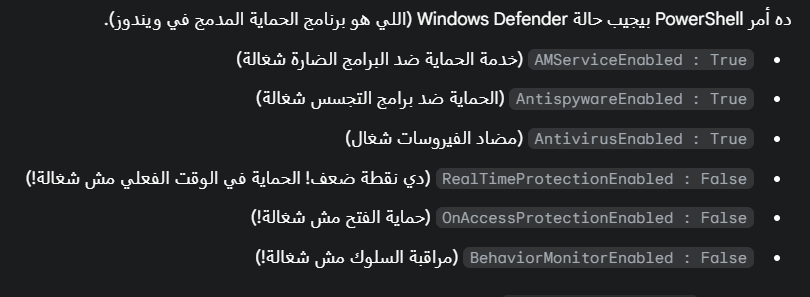 ده أمر PowerShell بيجيب حالة Windows Defender (اللي هو برنامج الحماية المدمج في ويندوز).
• AMServiceEnabled : True (خدمة الحماية ضد البرامج الضارة شغالة)
• AntispywareEnabled : True (الحماية ضد برامج التجسس شغالة)
• AntivirusEnabled : True (مضاد الفيروسات شغال)
• RealTimeProtectionEnabled : False (دي نقطة ضعف! الحماية في الوقت الفعلي مش شغالة!)
• OnAccessProtectionEnabled : False (حماية الفتح مش شغالة!)
• BehaviorMonitorEnabled : False (مراقبة السلوك مش شغالة!)